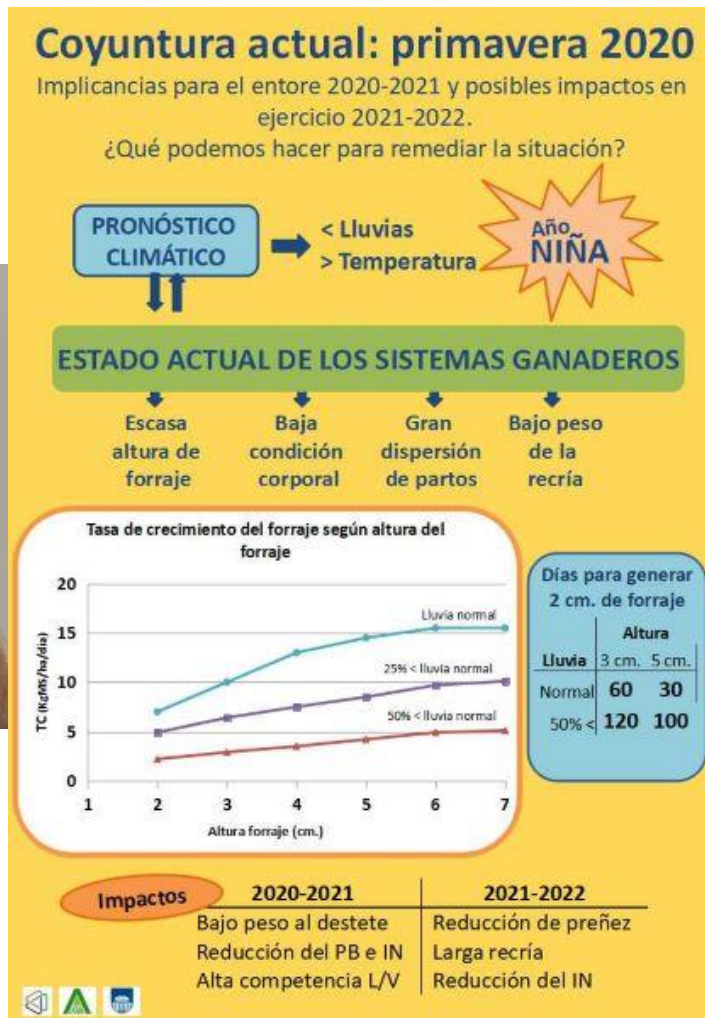 Coyuntura actual: primavera 2020
Implicancias para el entore 2020-2021 y posibles impactos en
ejercicio 2021-2022.
¿Qué podemos hacer para remediar la situación?
PRONÓSTICO
CLIMÁTICO
< Lluvias
> Temperatura
Año
NIÑA
ESTADO ACTUAL DE LOS SISTEMAS GANADEROS
Escasa
altura de
forraje
Baja
condición
corporal
Gran
dispersión
de partos
Bajo peso
de la
recría
Tasa de crecimiento del forraje según altura del
forraje
TC (KgMS/ha/día)
20
15
10
5
0
Lluvia normal
25% < lluvia normal
50% < lluvia normal
1 2 3 4 5 6 7
Altura forraje (cm.)
Días para generar
2 cm. de forraje
Altura
Lluvia 3 cm. 5 cm.
Normal 60 30
50% < 120 100
Impactos
2020-2021 2021-2022
Bajo peso al destete Reducción de preñez
Reducción del PB e IN Larga recría
Alta competencia L/V Reducción del IN